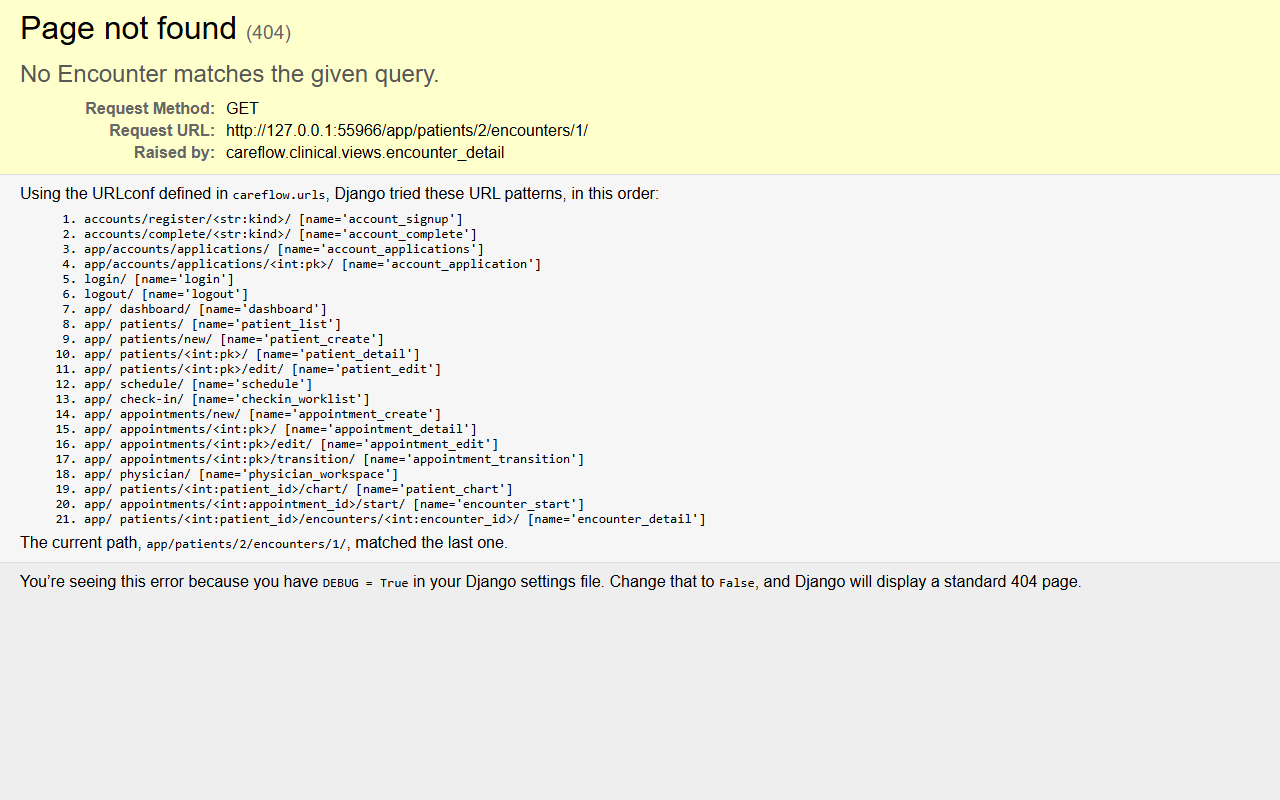 Page not found (404)
No Encounter matches the given query.
Request Method: GET
Request URL: http://127.0.0.1:55966/app/patients/2/encounters/1/
Raised by: careflow.clinical.views.encounter_detail
Using the URLconf defined in careflow.urls, Django tried these URL patterns, in this order:
1. accounts/register/<str:kind>/ [name='account_signup']
2. accounts/complete/<str:kind>/ [name='account_complete']
3. app/accounts/applications/ [name='account_applications']
4. app/accounts/applications/<int:pk>/ [name='account_application']
5. login/ [name='login']
6. logout/ [name='logout']
7. app/ dashboard/ [name='dashboard']
8. app/ patients/ [name='patient_list']
9. app/ patients/new/ [name='patient_create']
10. app/ patients/<int:pk>/ [name='patient_detail']
11. app/ patients/<int:pk>/edit/ [name='patient_edit']
12. app/ schedule/ [name='schedule']
13. app/ check-in/ [name='checkin_worklist']
14. app/ appointments/new/ [name='appointment_create']
15. app/ appointments/<int:pk>/ [name='appointment_detail']
16. app/ appointments/<int:pk>/edit/ [name='appointment_edit']
17. app/ appointments/<int:pk>/transition/ [name='appointment_transition']
18. app/ physician/ [name='physician_workspace']
19. app/ patients/<int:patient_id>/chart/ [name='patient_chart']
20. app/ appointments/<int:appointment_id>/start/ [name='encounter_start']
21. app/ patients/<int:patient_id>/encounters/<int:encounter_id>/ [name='encounter_detail']
The current path, app/patients/2/encounters/1/, matched the last one.
You’re seeing this error because you have DEBUG = True in your Django settings file. Change that to False, and Django will display a standard 404 page.